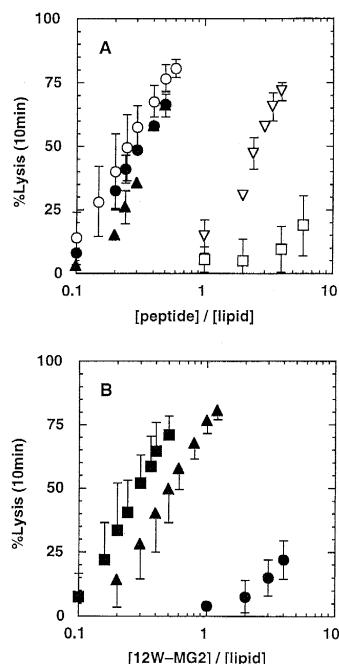 100
A
75
50
25
0
%Lysis (10min)
0.1
1
10
[peptide] / [lipid]
100
B
75
50
25
0
%Lysis (10min)
0.1
1
10
[12W–MG2] / [lipid]